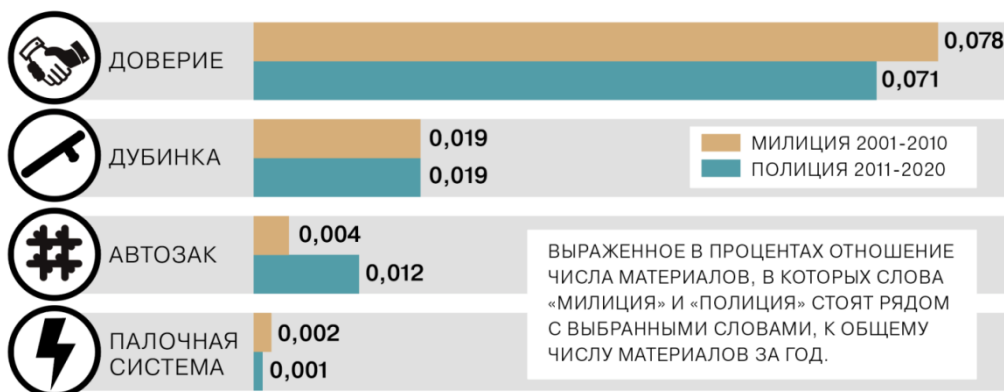 ДОВЕРИЕ
0,078
0,071
ДУБИНКА
0,019
0,019
МИЛИЦИЯ 2001-2010
ПОЛИЦИЯ 2011-2020
АВТОЗАК
0,004
0,012
ВЫРАЖЕННОЕ В ПРОЦЕНТАХ ОТНОШЕНИЕ
ЧИСЛА МАТЕРИАЛОВ, В КОТОРЫХ СЛОВА
«МИЛИЦИЯ» И «ПОЛИЦИЯ» СТОЯТ РЯДОМ
С ВЫБРАННЫМИ СЛОВАМИ, К ОБЩЕМУ
ЧИСЛУ МАТЕРИАЛОВ ЗА ГОД.
ПАЛОЧНАЯ
СИСТЕМА
0,002
0,001